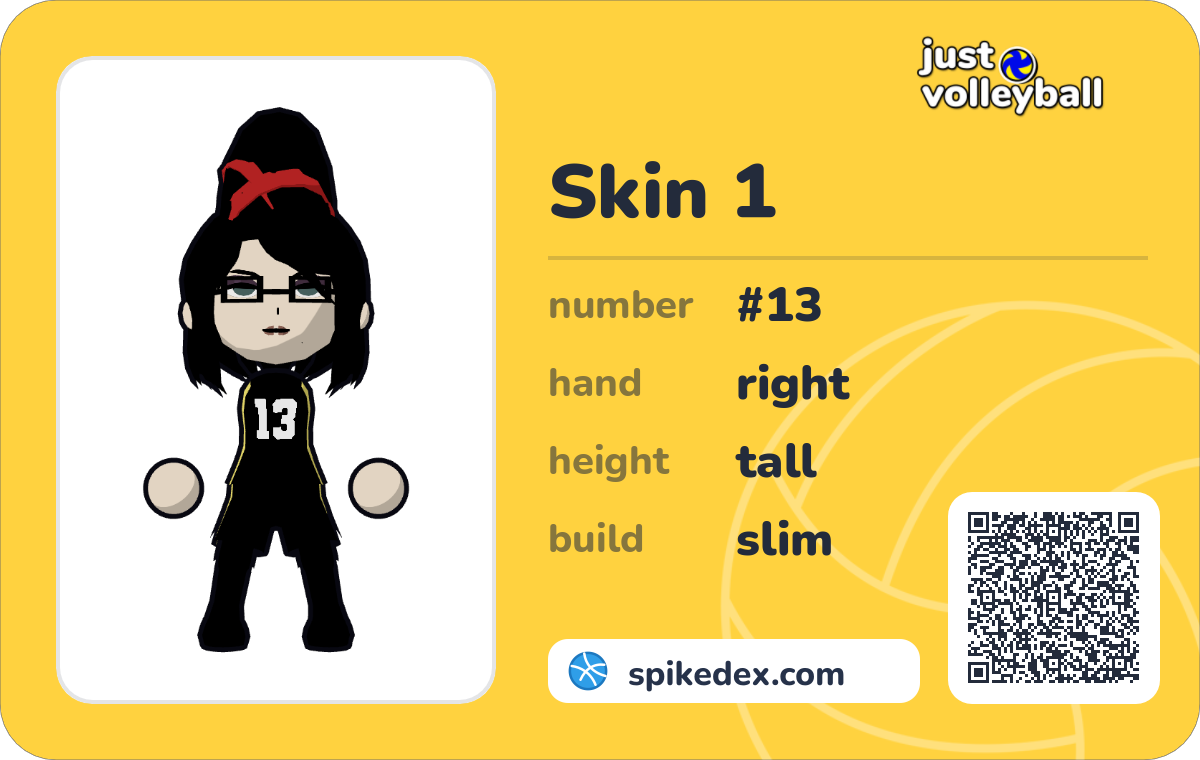 just
volleyball
Skin 1
number #13
hand right
height tall
build slim
13
spikedex.com